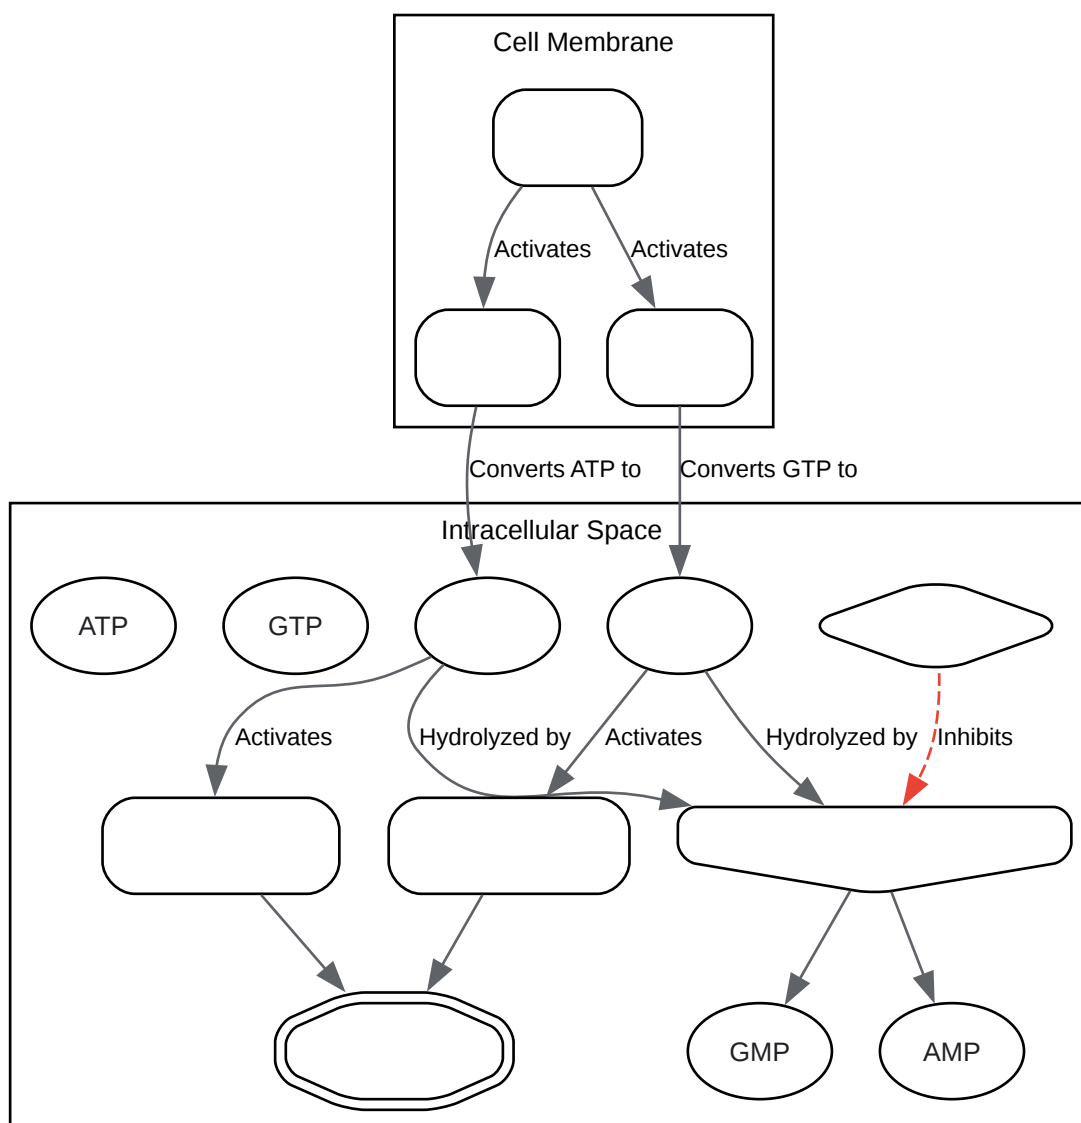 Cell Membrane
Activates
Activates
Converts ATP to
Converts GTP to
Intracellular Space
ATP
GTP
Activates
Hydrolyzed by
Activates
Hydrolyzed by
Inhibits
GMP
AMP